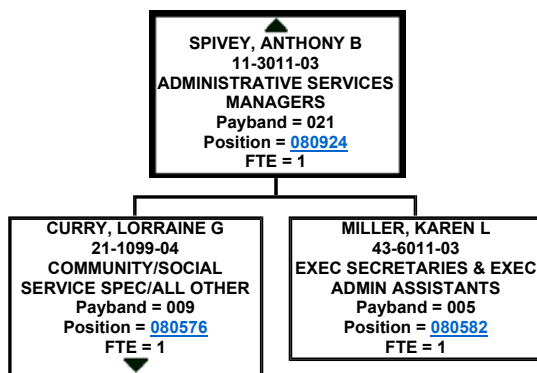 SPIVEY, ANTHONY B
11-3011-03
ADMINISTRATIVE SERVICES
MANAGERS
Payband = 021
Position = 080924
FTE = 1
CURRY, LORRAINE G
21-1099-04
COMMUNITY/SOCIAL
SERVICE SPEC/ALL OTHER
Payband = 009
Position = 080576
FTE = 1
MILLER, KAREN L
43-6011-03
EXEC SECRETARIES & EXEC
ADMIN ASSISTANTS
Payband = 005
Position = 080582
FTE = 1